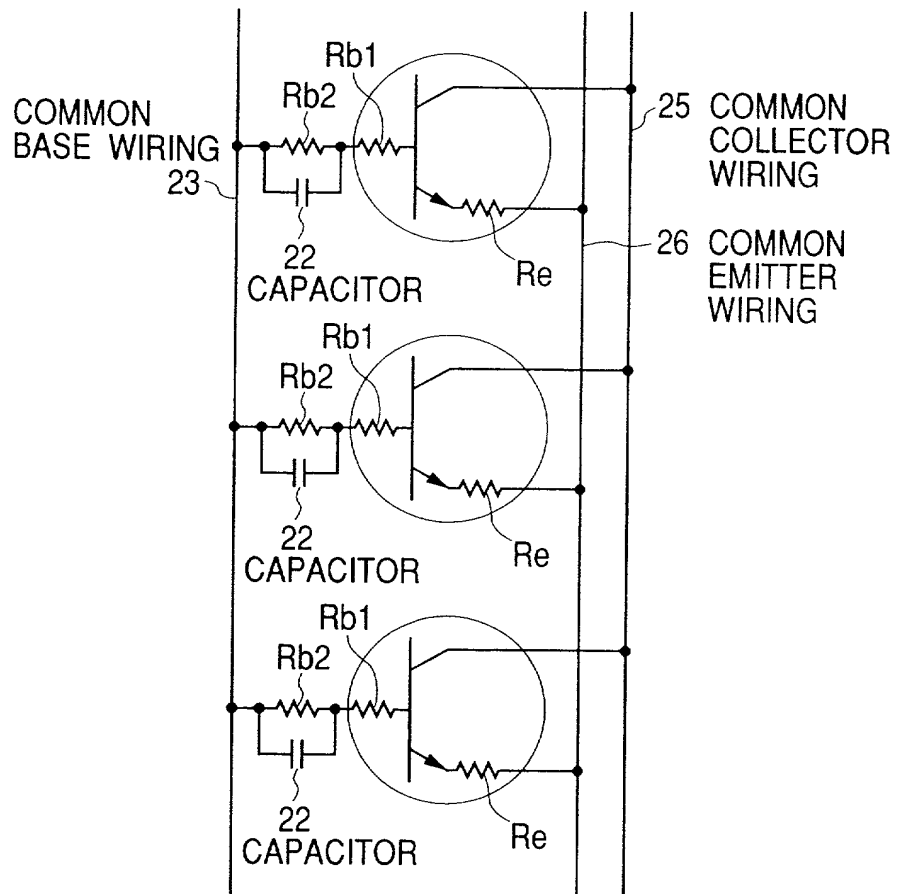 Rb1
Rb2
COMMON
BASE WIRING
23
22
CAPACITOR
Re
25 COMMON
COLLECTOR
WIRING
26 COMMON
EMITTER
WIRING
Rb1
Rb2
22
CAPACITOR
Re
Rb1
Rb2
22
CAPACITOR
Re